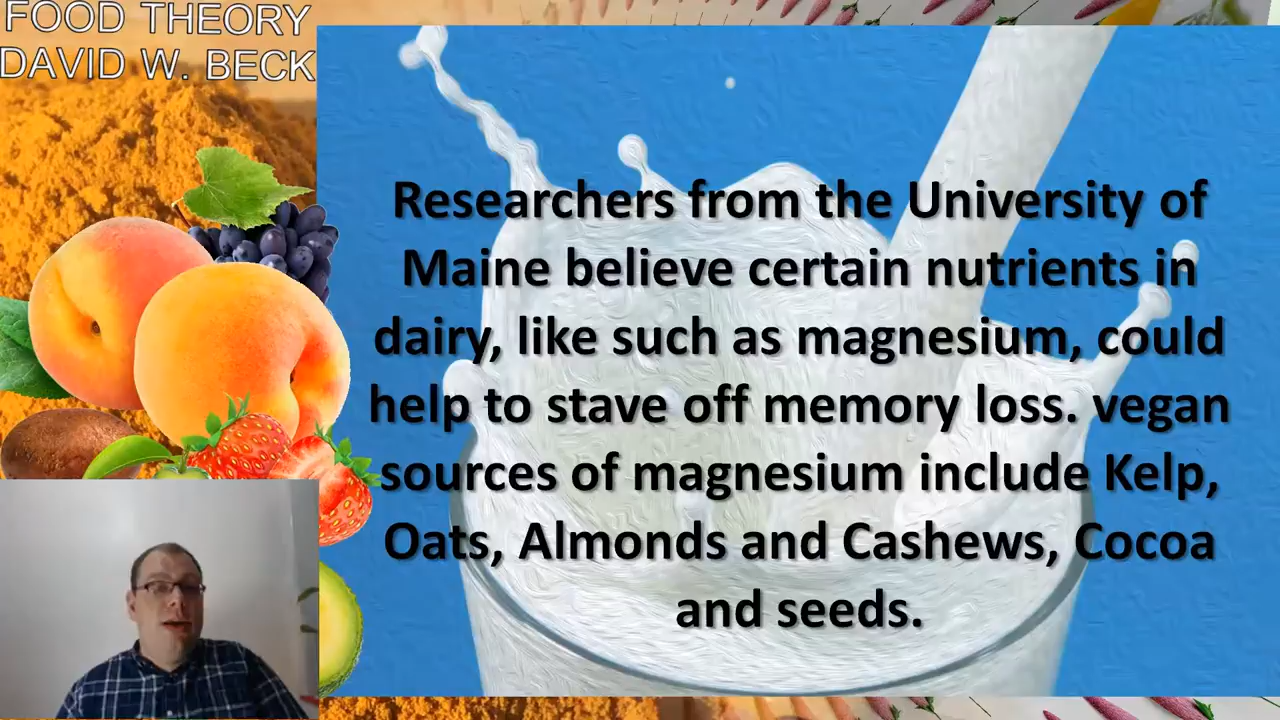 FOOD THEORY
DAVID W. BECK
Researchers from the University of
Maine believe certain nutrients in
dairy, like such as magnesium, could
help to stave off memory loss. vegan
sources of magnesium include Kelp,
Oats, Almonds and Cashews, Cocoa
and seeds.